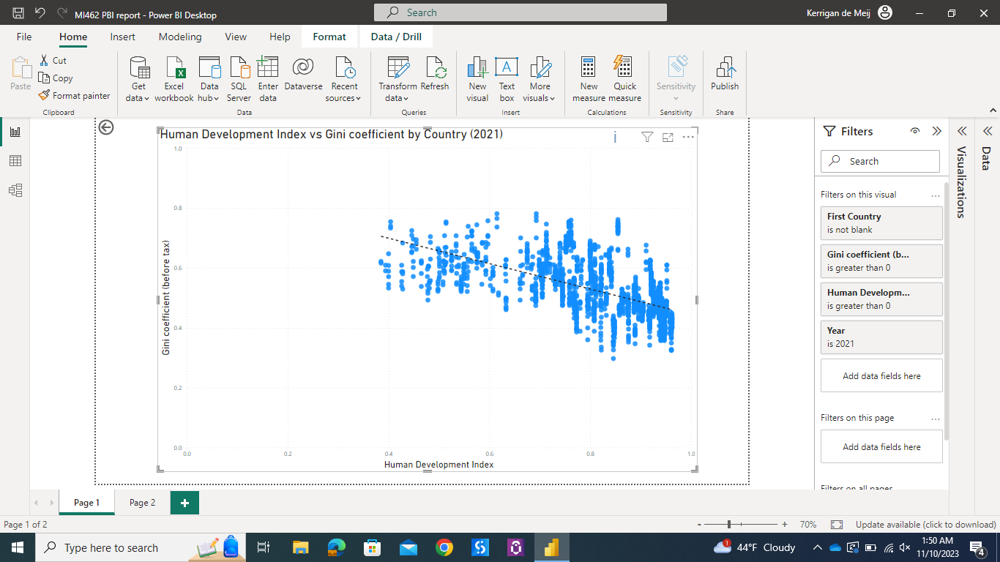 MI462 PBI report - Power BI Desktop
Search
Kerrigan de Meij
File Home Insert Modeling View Help Format Data / Drill
Paste
Cut
Copy
Format painter
Clipboard
Get data
Excel workbook
Data hub
SQL Server
Enter data
Dataverse
Recent sources
Data
Transform data
Refresh
Queries
New visual
Text box
More visuals
Insert
New measure
Quick measure
Calculations
Sensitivity
Sensitivity
Publish
Share
Human Development Index vs Gini coefficient by Country (2021)
Gini coefficient (before tax)
1.0
0.8
0.6
0.4
0.2
0.0
0.0 0.2 0.4 0.6 0.8 1.0
Human Development Index
Filters
Search
Filters on this visual
First Country
is not blank
Gini coefficient (b...
is greater than 0
Human Developm...
is greater than 0
Year
is 2021
Add data fields here
Filters on this page
Add data fields here
Filters on all pages
Visualizations
Data
Page 1 Page 2
Page 1 of 2
- + 70%
Update available (click to download)
Type here to search
1
44°F Cloudy
1:50 AM
11/10/2023
4